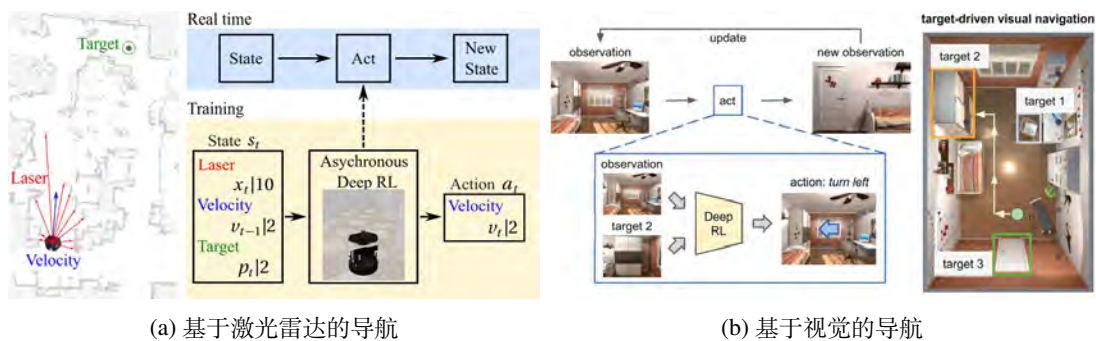 Target
Laser
Velocity
Real time
State
Act
New
State
Training
State s_t
Laser
x_t|10
Velocity
v_{t-1}|2
Target
p_t|2
Asychronous
Deep RL
Action a_t
Velocity
v_t|2
(a) 基于激光雷达的导航
update
observation
new observation
act
observation
target 2
Deep
RL
action: turn left
target-driven visual navigation
target 2
target 1
target 3
(b) 基于视觉的导航